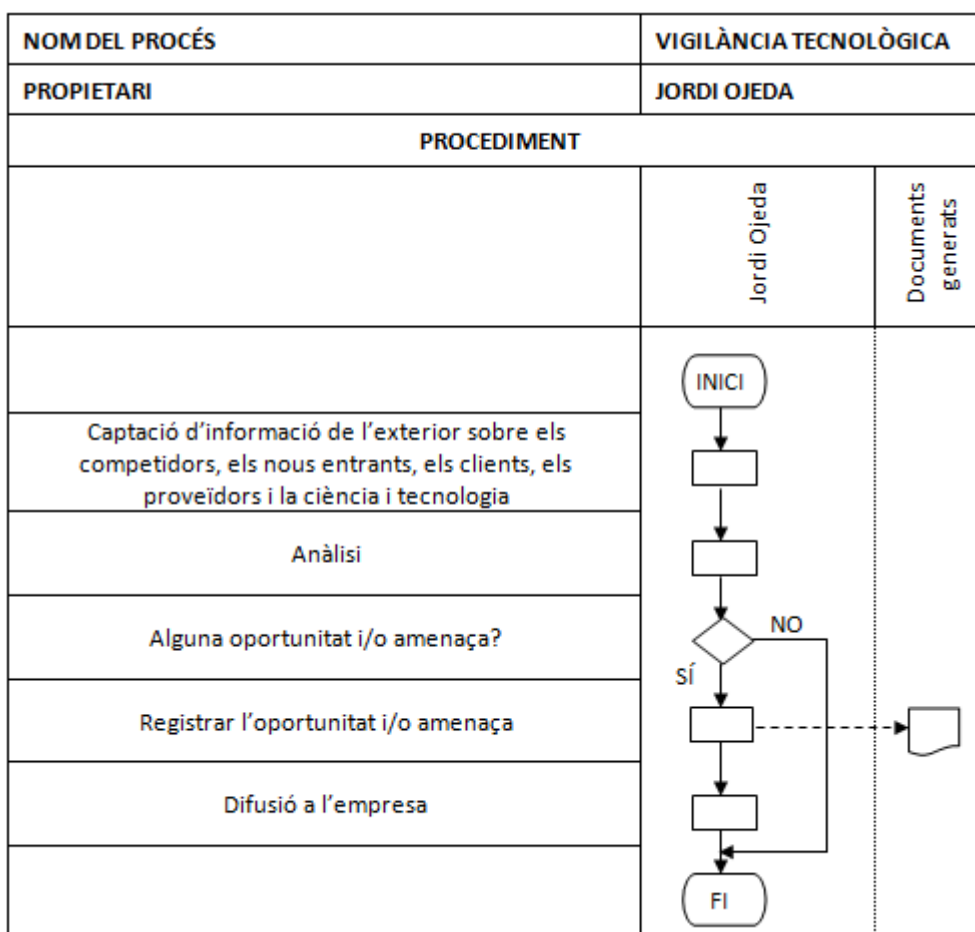 NOM DEL PROCÉS
VIGILÀNCIA TECNOLÒGICA
PROPIETARI
JORDI OJEDA
PROCEDIMENT
Jordi Ojeda
Documents
generats
INICI
Captació d’informació de l’exterior sobre els
competidors, els nous entrants, els clients, els
proveïdors i la ciència i tecnologia
Anàlisi
Alguna oportunitat i/o amenaça?
NO
SÍ
Registrar l’oportunitat i/o amenaça
Difusió a l’empresa
FI